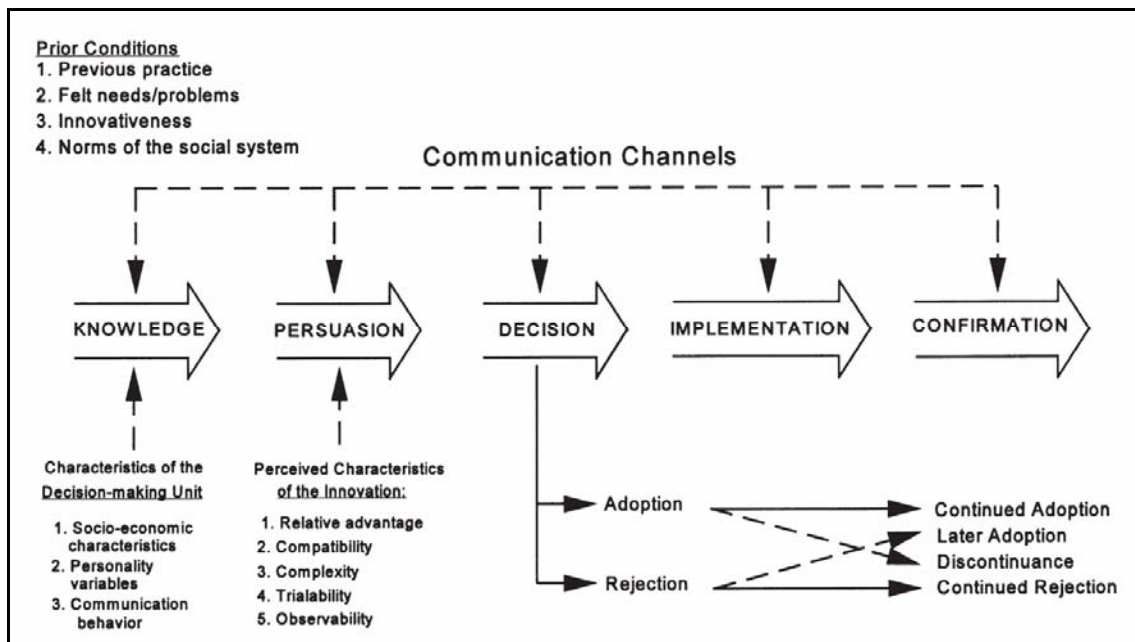 Prior Conditions
1. Previous practice
2. Felt needs/problems
3. Innovativeness
4. Norms of the social system
Communication Channels
KNOWLEDGE
PERSUASION
DECISION
IMPLEMENTATION
CONFIRMATION
Characteristics of the
Decision-making Unit
1. Socio-economic
characteristics
2. Personality
variables
3. Communication
behavior
Perceived Characteristics
of the Innovation:
1. Relative advantage
2. Compatibility
3. Complexity
4. Trialability
5. Observability
Adoption
Rejection
Continued Adoption
Later Adoption
Discontinuance
Continued Rejection